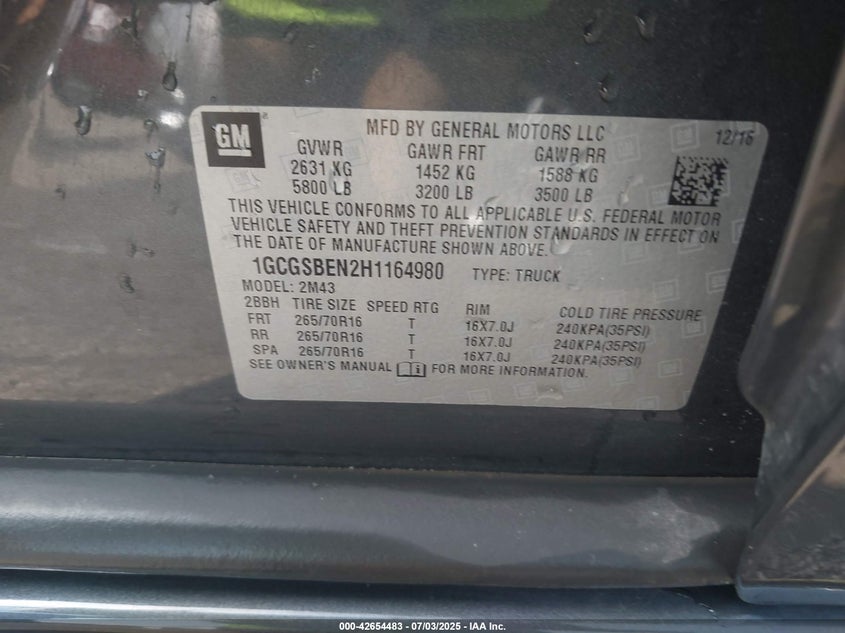 GM
MFD BY GENERAL MOTORS LLC 12/16
GVWR GAWR FRT GAWR RR
2631 KG 1452 KG 1588 KG
5800 LB 3200 LB 3500 LB
THIS VEHICLE CONFORMS TO ALL APPLICABLE U.S. FEDERAL MOTOR
VEHICLE SAFETY AND THEFT PREVENTION STANDARDS IN EFFECT ON
THE DATE OF MANUFACTURE SHOWN ABOVE.
1GCGSBEN2H1164980 TYPE: TRUCK
MODEL: 2M43
2BBH TIRE SIZE SPEED RTG RIM COLD TIRE PRESSURE
FRT 265/70R16 T 16X7.0J 240KPA(35PSI)
RR 265/70R16 T 16X7.0J 240KPA(35PSI)
SPA 265/70R16 T 16X7.0J 240KPA(35PSI)
SEE OWNER'S MANUAL FOR MORE INFORMATION.
000-42654483 - 07/03/2025 - IAA Inc.